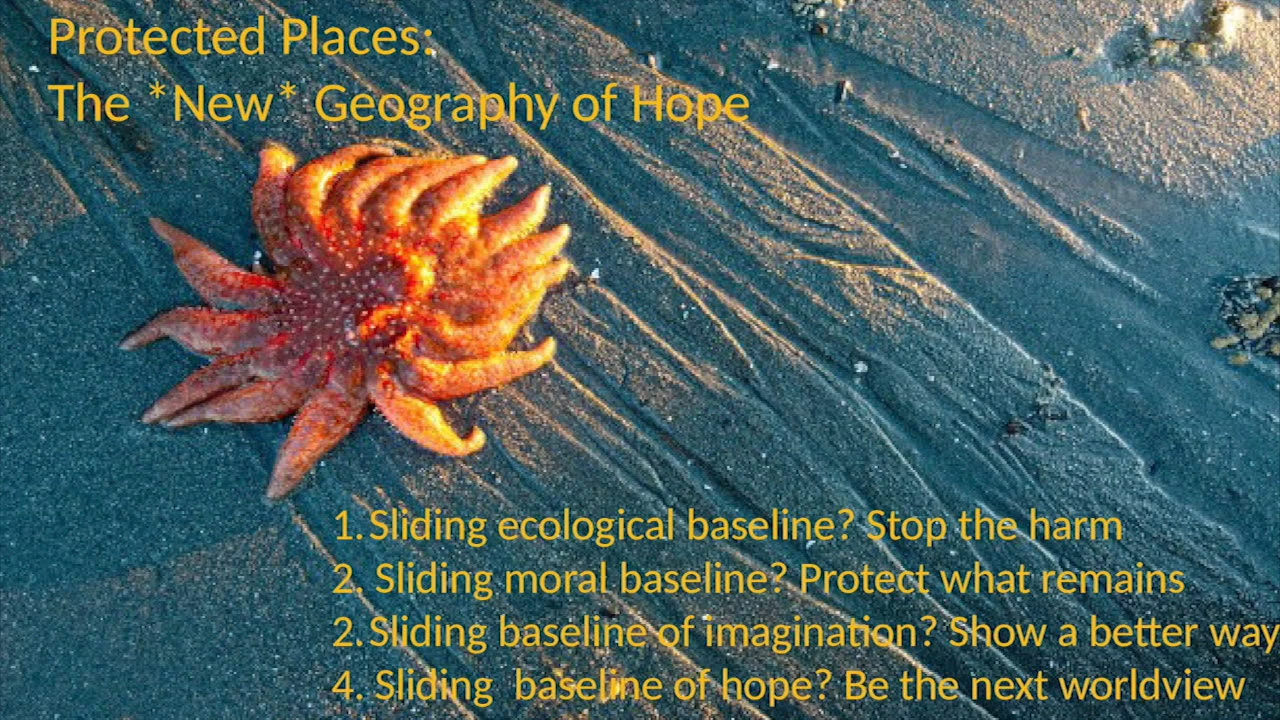 Protected Places:
The *New* Geography of Hope
1. Sliding ecological baseline? Stop the harm
2. Sliding moral baseline? Protect what remains
2. Sliding baseline of imagination? Show a better way
4. Sliding  baseline of hope? Be the next worldview